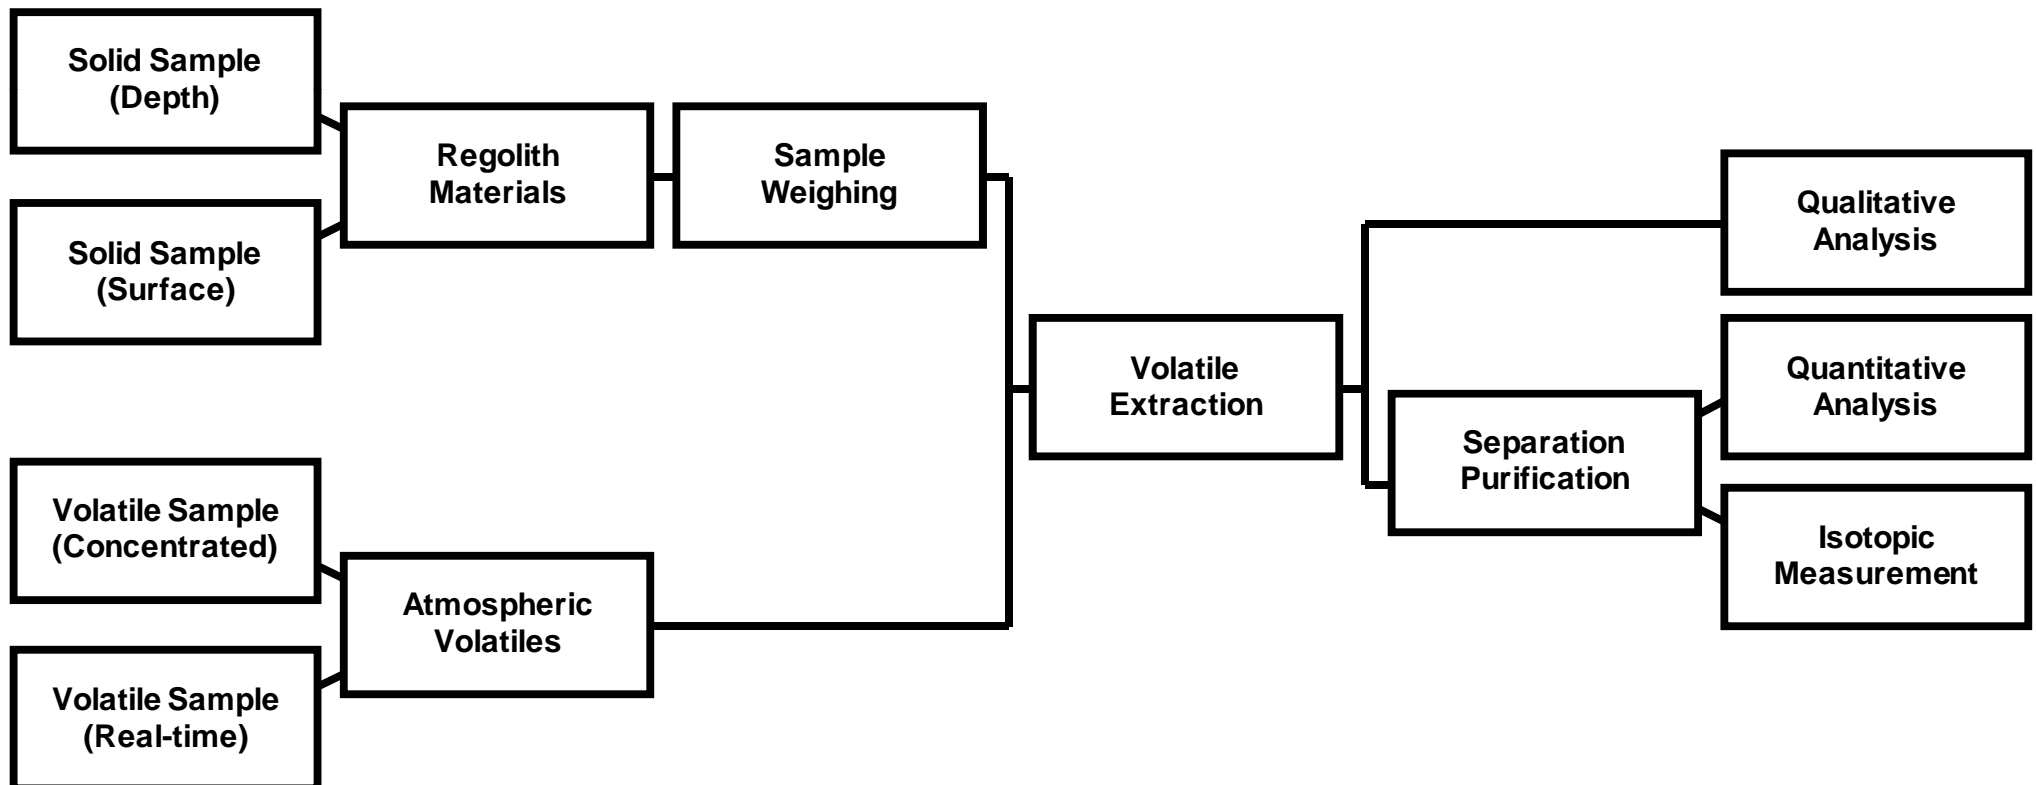 Solid Sample
(Depth)
Solid Sample
(Surface)
Volatile Sample
(Concentrated)
Volatile Sample
(Real-time)
Regolith
Materials
Atmospheric
Volatiles
Sample
Weighing
Volatile
Extraction
Separation
Purification
Qualitative
Analysis
Quantitative
Analysis
Isotopic
Measurement